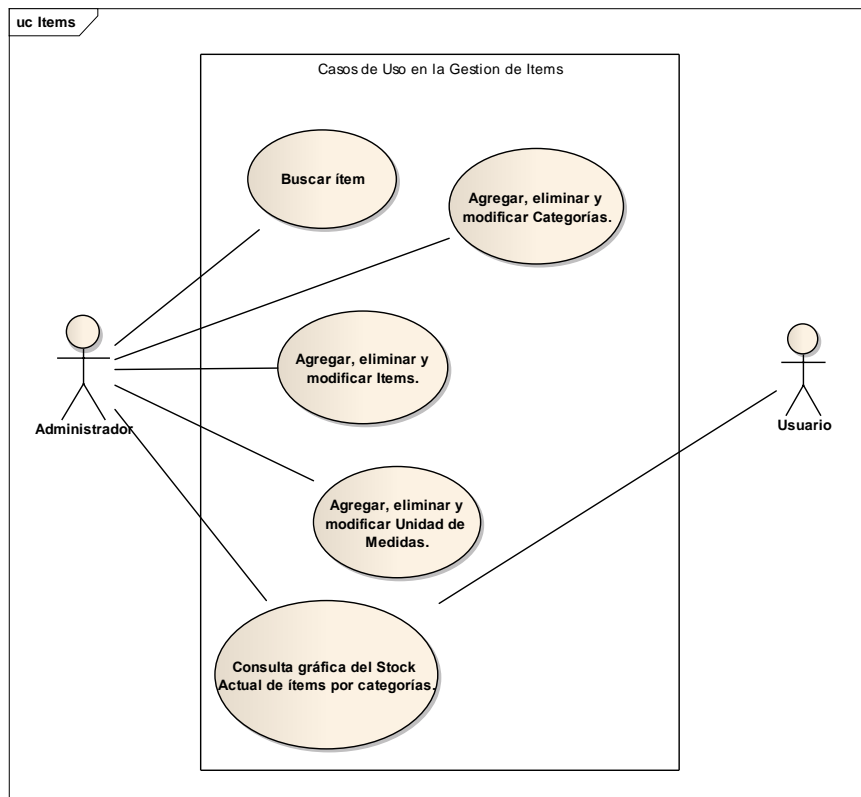 uc Items
Casos de Uso en la Gestion de Items
Buscar ítem
Agregar, eliminar y
modificar Categorías.
Agregar, eliminar y
modificar Items.
Administrador
Usuario
Agregar, eliminar y
modificar Unidad de
Medidas.
Consulta gráfica del Stock
Actual de ítems por categorías.